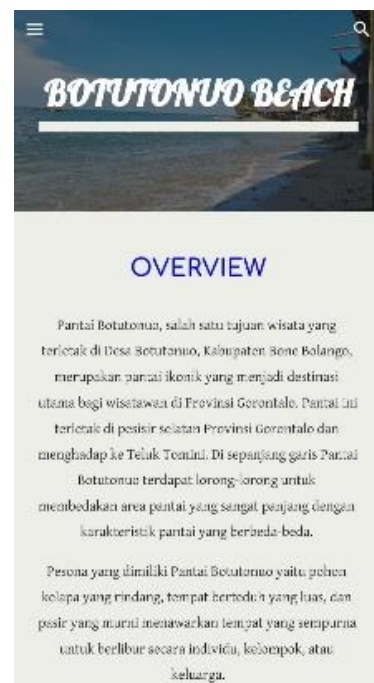 BOTUTONUO BEACH
OVERVIEW
Pantai Botutonuo, salah satu tujuan wisata yang
terletak di Desa Botutonuo, Kabupaten Bone Bolango,
merupakan pantai ikonik yang menjadi destinasi
utama bagi wisatawan di Provinsi Gorontalo. Pantai ini
terletak di pesisir selatan Provinsi Gorontalo dan
menghadap ke Teluk Tomini. Di sepanjang garis Pantai
Botutonuo terdapat lorong-lorong untuk
membedakan area pantai yang sangat panjang dengan
karakteristik pantai yang berbeda-beda.
Pesona yang dimiliki Pantai Botutonuo yaitu pohon
kelapa yang rindang, tempat berteduh yang luas, dan
pasir yang murni menawarkan tempat yang sempurna
untuk berlibur secara individu, kelompok, atau
keluarga.